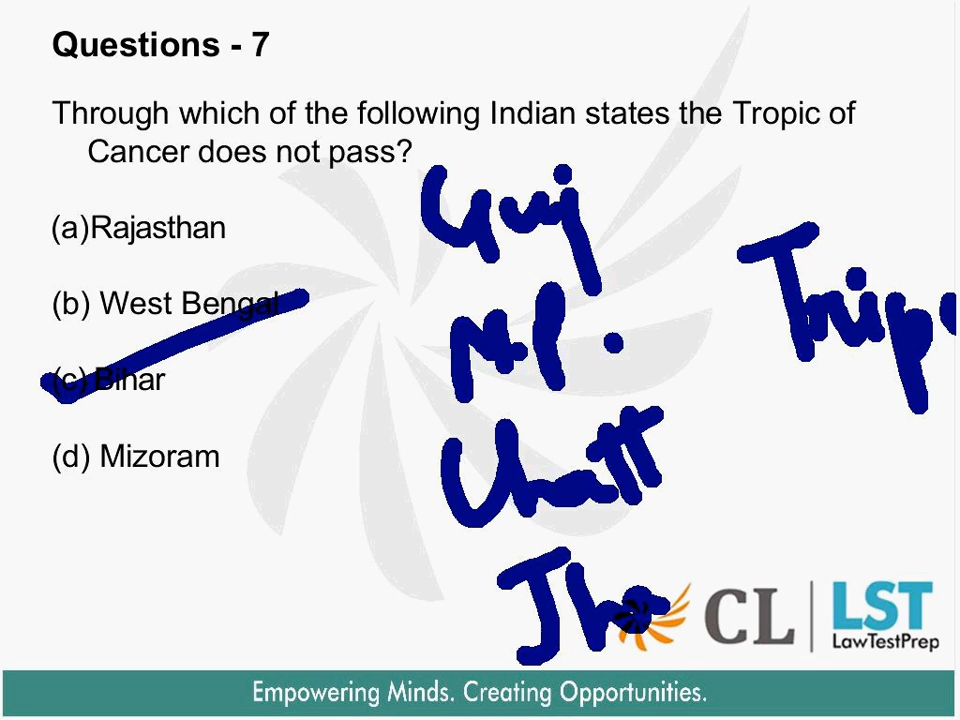 Questions - 7
Through which of the following Indian states the Tropic of
Cancer does not pass?
(a)Rajasthan
(b) West Bengal
(c) Bihar
(d) Mizoram
Guj
M.P.
Chatt
Jha
Trip
CL
LST
LawTestPrep
Empowering Minds. Creating Opportunities.